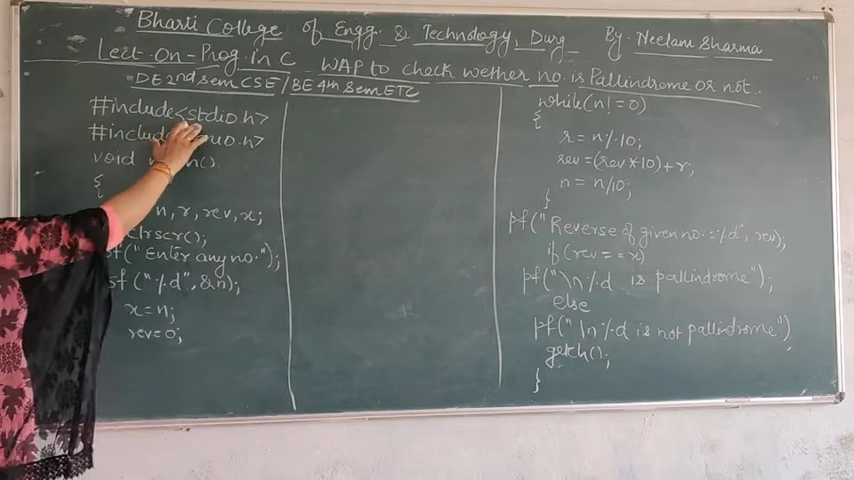 Bharti College of Engg. & Technology, Durg By- Neelam Sharma
Lect-On-Prog. in C WAP to check wether no. is Pallindrome or not.
DE 2nd sem CSE / BE 4th Sem ETC
#include<stdio.h>
#include
void
{
n, r, rev, x;
clrscr();
("Enter any no.");
sf("%d",&n);
x=n;
rev=0;
while(n!=0)
{
r = n%10;
rev=(rev*10)+r;
n = n/10;
}
pf("Reverse of given no.=%d", rev);
if(rev==x)
pf("\n%d is pallindrome");
else
pf("\n%d is not pallindrome")
getch();
}